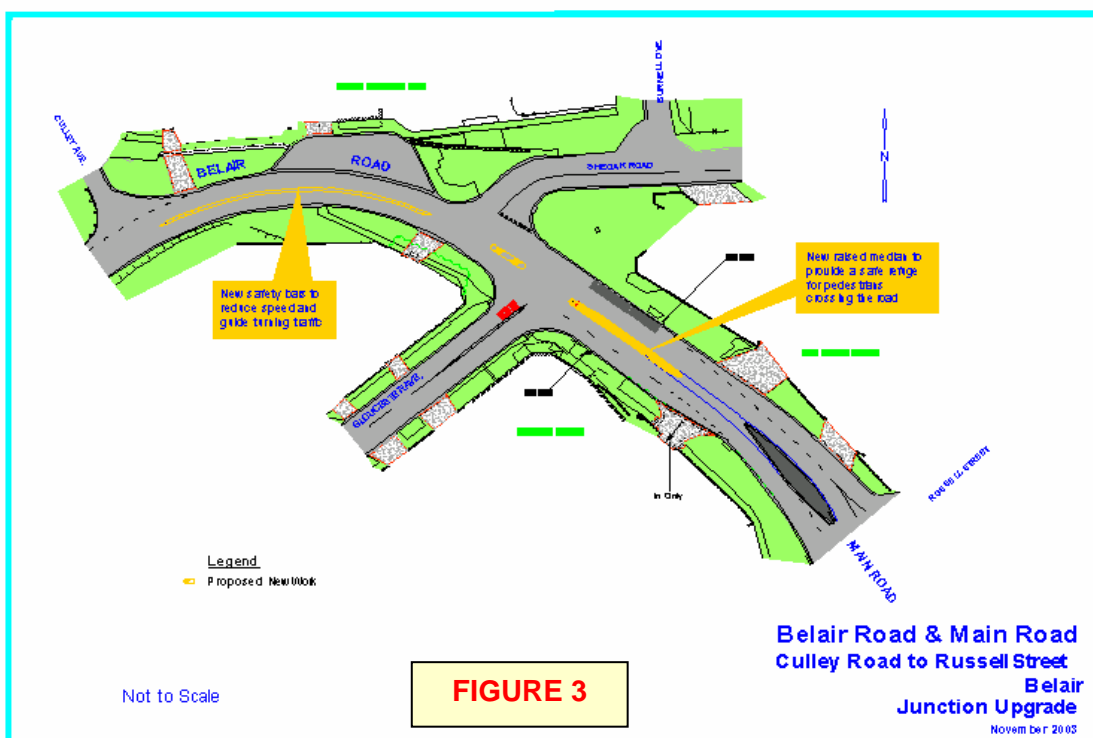 BURNELL DVE.
CULLEY AVE.
BELAIR
ROAD
SHEOAK ROAD
N
New safety bars to
reduce speed and
guide turning traffic
New raised median to
provide a safe refuge
for pedestrians
crossing the road
GLOUCESTER AVE.
In Only
RUSSELL STREET
MAIN ROAD
Legend
Proposed New Work
Not to Scale
FIGURE 3
Belair Road & Main Road
Culley Road to Russell Street
Belair
Junction Upgrade
November 2003